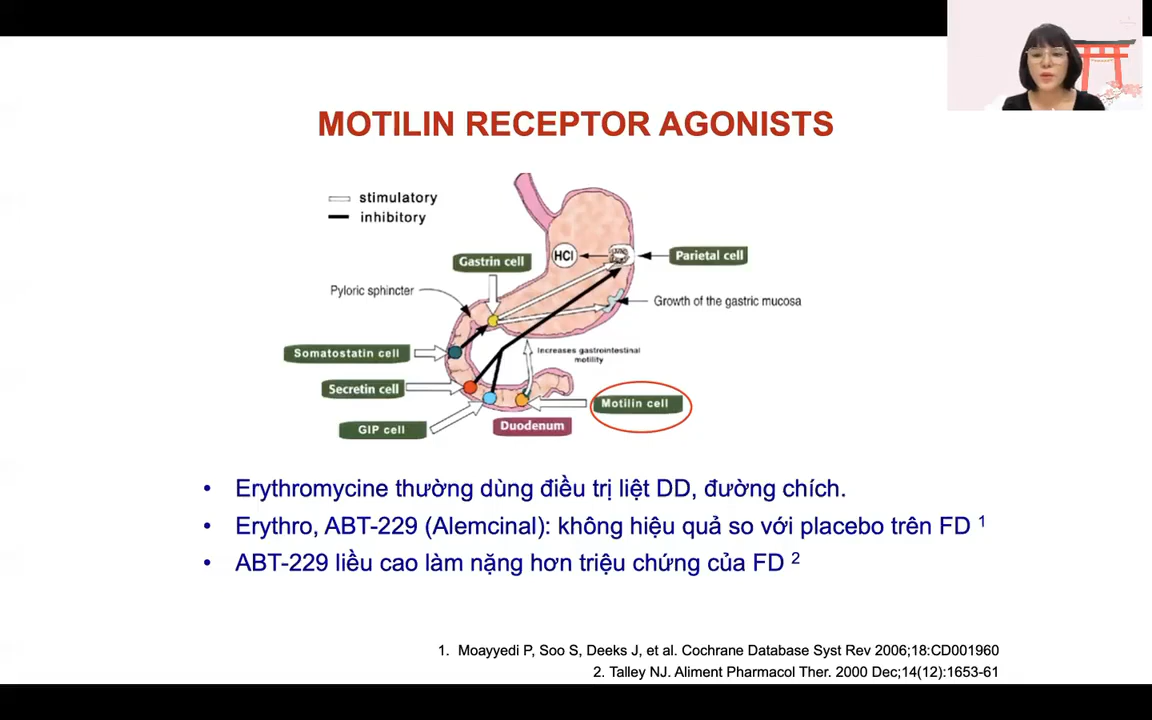 MOTILIN RECEPTOR AGONISTS
stimulatory
inhibitory
Gastrin cell
HCl
Parietal cell
Pyloric sphincter
Growth of the gastric mucosa
Somatostatin cell
Increases gastrointestinal
motility
Secretin cell
Motilin cell
GIP cell
Duodenum
• Erythromycine thường dùng điều trị liệt DD, đường chích.
• Erythro, ABT-229 (Alemcinal): không hiệu quả so với placebo trên FD 1
• ABT-229 liều cao làm nặng hơn triệu chứng của FD 2
1. Moayyedi P, Soo S, Deeks J, et al. Cochrane Database Syst Rev 2006;18:CD001960
2. Talley NJ. Aliment Pharmacol Ther. 2000 Dec;14(12):1653-61